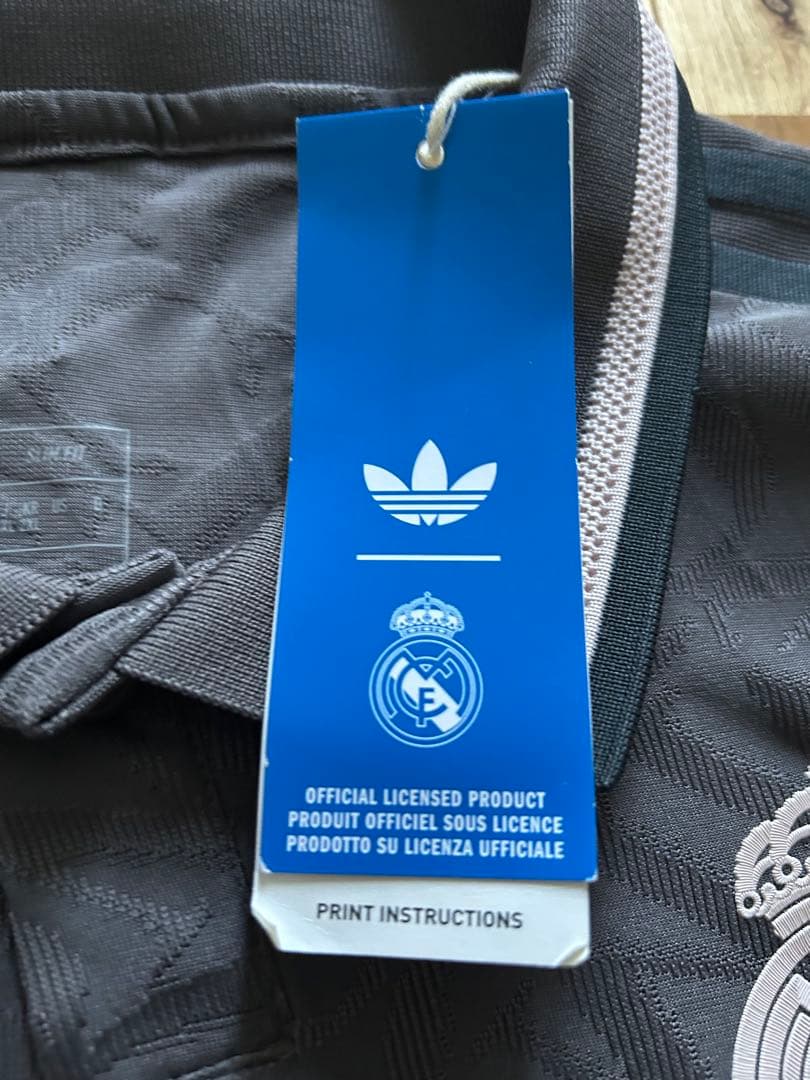 OFFICIAL LICENSED PRODUCT
PRODUIT OFFICIEL SOUS LICENCE
PRODOTTO SU LICENZA UFFICIALE
PRINT INSTRUCTIONS